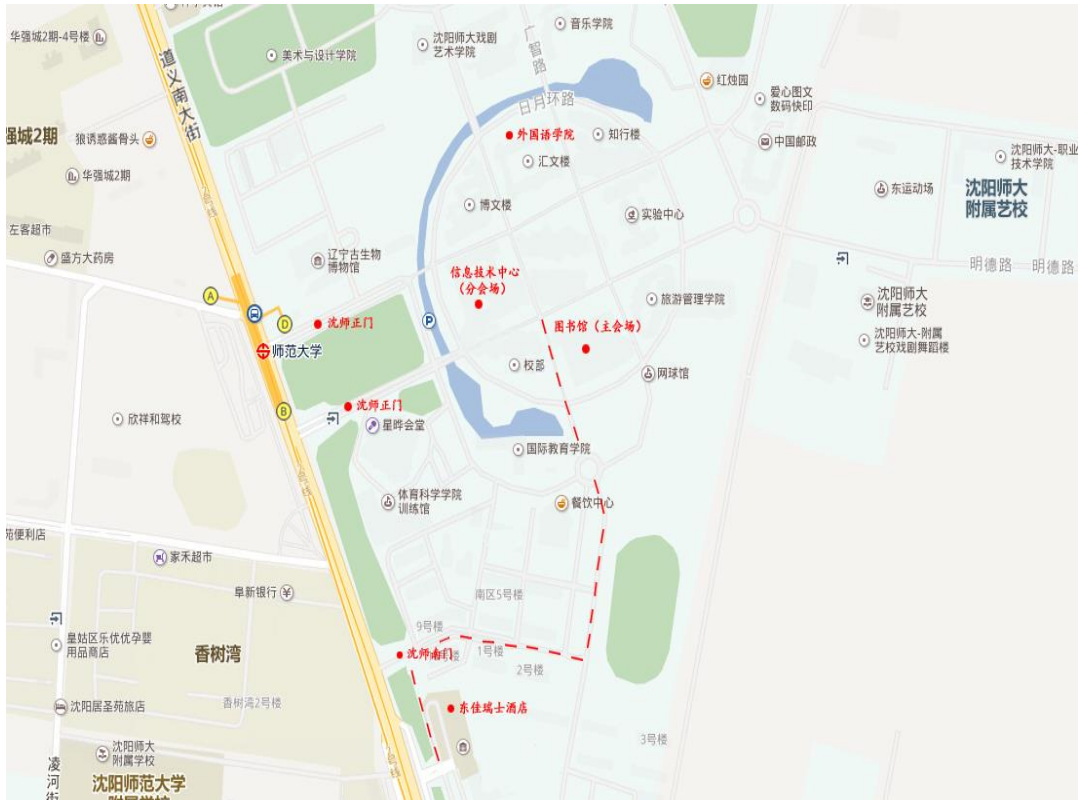 华强城2期-4号楼
道义南大街
美术与设计学院
沈阳师大戏剧
艺术学院
广智路
音乐学院
日月环路
红烛园
爱心图文
数码快印
强城2期
狼诱惑酱骨头
外国语学院
知行楼
中国邮政
汇文楼
沈阳师大-职业
技术学院
华强城2期
1号线
博文楼
实验中心
东运动场
沈阳师大
附属艺校
左客超市
盛方大药房
辽宁古生物
博物馆
信息技术中心
(分会场)
明德路
明德路
A
D
沈师正门
P
旅游管理学院
沈阳师大
附属艺校
图书馆(主会场)
师范大学
沈阳师大-附属
艺校戏剧舞蹈楼
校部
网球馆
B
沈师正门
欣祥和驾校
星晔会堂
国际教育学院
1号线
体育科学学院
训练馆
餐饮中心
苑便利店
家禾超市
阜新银行
南区5号楼
9号楼
皇姑区乐优优孕婴
用品商店
香树湾
沈师南门
1号楼
2号楼
香树湾2号楼
沈阳居圣苑旅店
东佳瑞士酒店
3号楼
沈阳师大
附属学校
凌河街
1号线
沈阳师范大学
附属学校